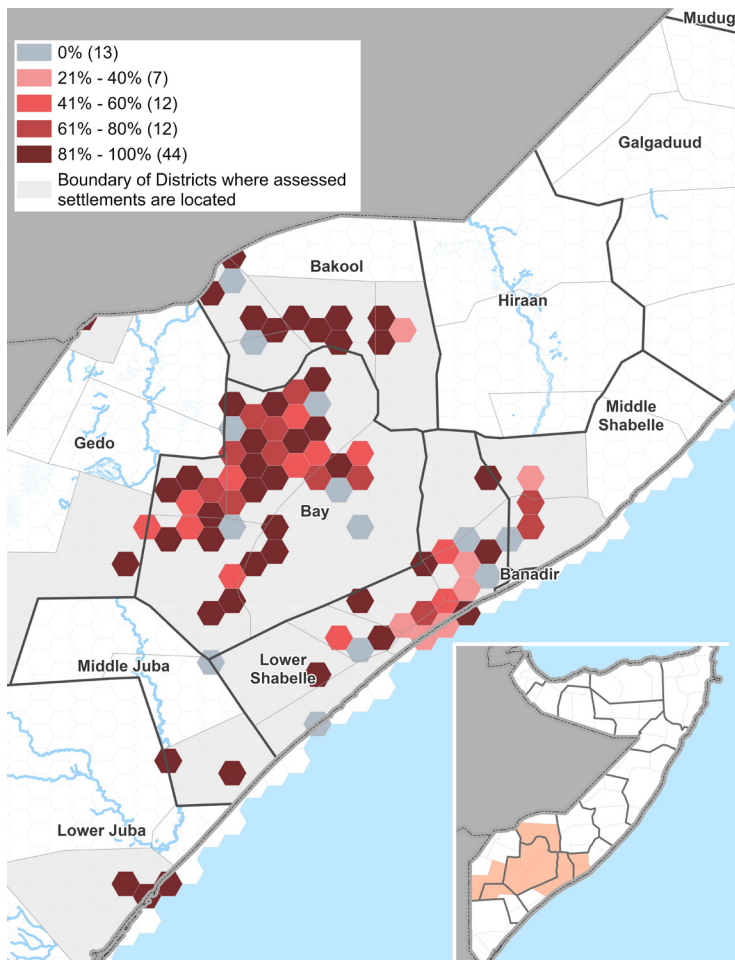 0% (13)
21% - 40% (7)
41% - 60% (12)
61% - 80% (12)
81% - 100% (44)
Boundary of Districts where assessed
settlements are located
Mudug
Galgaduud
Bakool
Hiraan
Middle
Shabelle
Gedo
Bay
Banadir
Middle Juba
Lower
Shabelle
Lower Juba